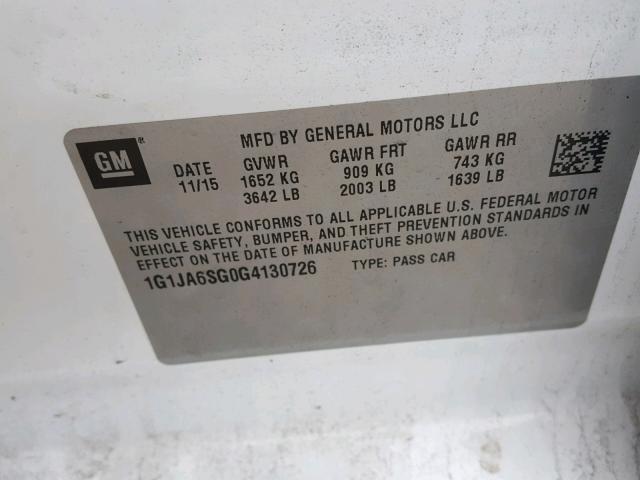 GM®
MFD BY GENERAL MOTORS LLC
DATE GVWR GAWR FRT GAWR RR
11/15 1652 KG 909 KG 743 KG
3642 LB 2003 LB 1639 LB
THIS VEHICLE CONFORMS TO ALL APPLICABLE U.S. FEDERAL MOTOR
VEHICLE SAFETY, BUMPER, AND THEFT PREVENTION STANDARDS IN
EFFECT ON THE DATE OF MANUFACTURE SHOWN ABOVE.
1G1JA6SG0G4130726 TYPE: PASS CAR